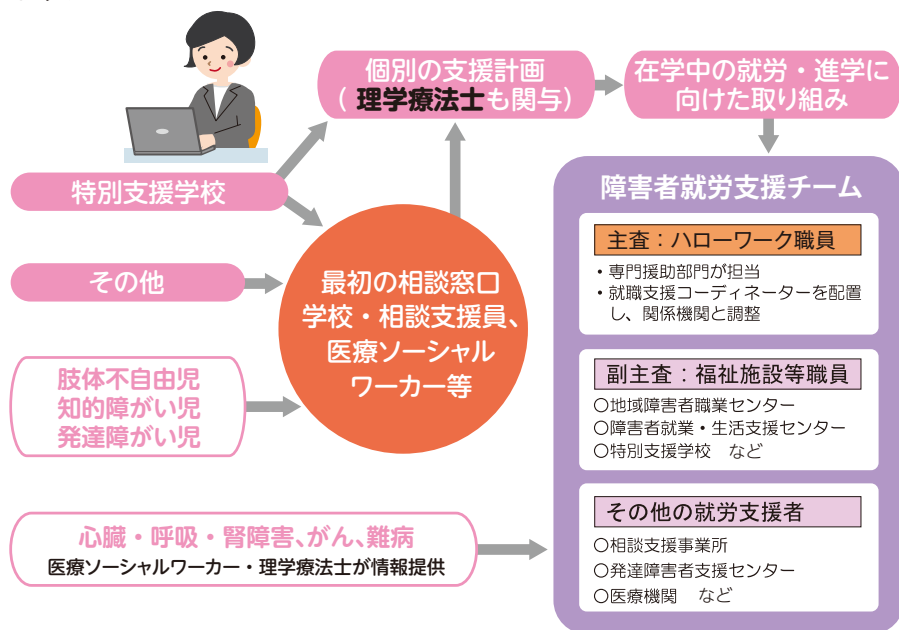 個別の支援計画
(理学療法士も関与)
在学中の就労・進学に
向けた取り組み
特別支援学校
その他
肢体不自由児
知的障がい児
発達障がい児
最初の相談窓口
学校・相談支援員、
医療ソーシャル
ワーカー等
心臓・呼吸・腎障害、がん、難病
医療ソーシャルワーカー・理学療法士が情報提供
障害者就労支援チーム
主査：ハローワーク職員
・専門援助部門が担当
・就職支援コーディネーターを配置
し、関係機関と調整
副主査：福祉施設等職員
○地域障害者職業センター
○障害者就業・生活支援センター
○特別支援学校　など
その他の就労支援者
○相談支援事業所
○発達障害者支援センター
○医療機関　など